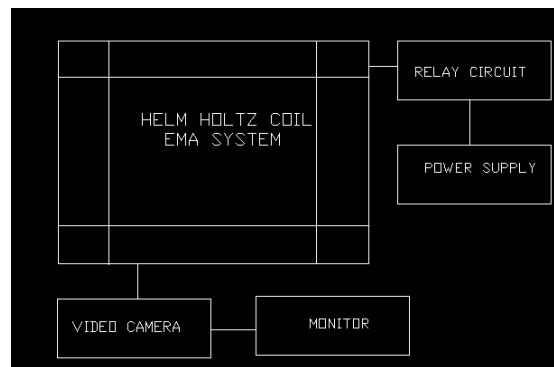 HELM HOLTZ COIL
EMA SYSTEM
RELAY CIRCUIT
POWER SUPPLY
VIDEO CAMERA
MONITOR